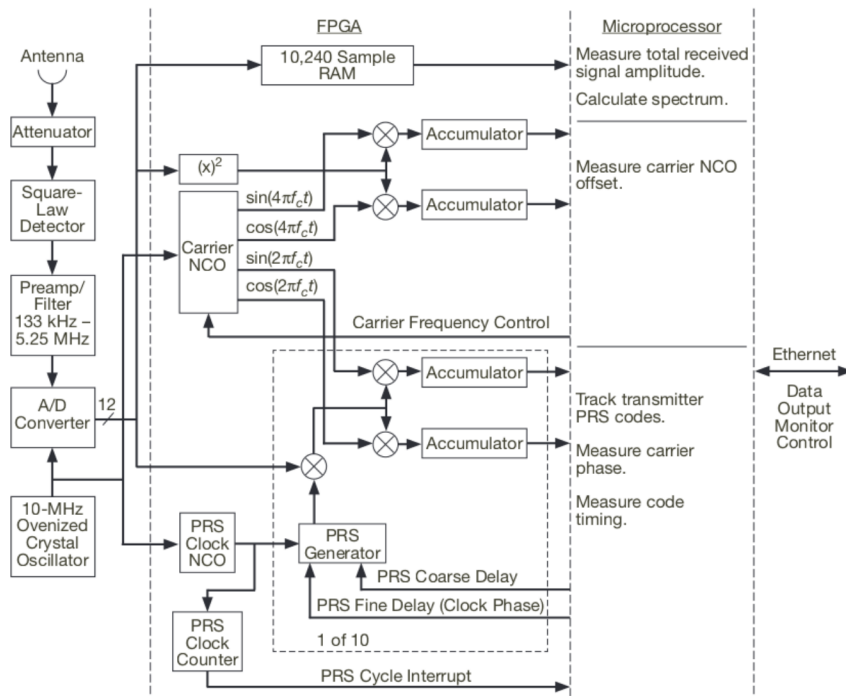 FPGA
Microprocessor
Antenna
10,240 Sample
RAM
Measure total received
signal amplitude.
Calculate spectrum.
Attenuator
Accumulator
(x)²
Measure carrier NCO
offset.
Square-
Law
Detector
sin(4πf_c t)
Accumulator
cos(4πf_c t)
Carrier
NCO
sin(2πf_c t)
cos(2πf_c t)
Preamp/
Filter
133 kHz –
5.25 MHz
Carrier Frequency Control
Ethernet
Accumulator
A/D
Converter
12
Data
Output
Monitor
Control
Track transmitter
PRS codes.
Accumulator
Measure carrier
phase.
Measure code
timing.
10-MHz
Ovenized
Crystal
Oscillator
PRS
Clock
NCO
PRS
Generator
PRS Coarse Delay
PRS Fine Delay (Clock Phase)
PRS
Clock
Counter
1 of 10
PRS Cycle Interrupt